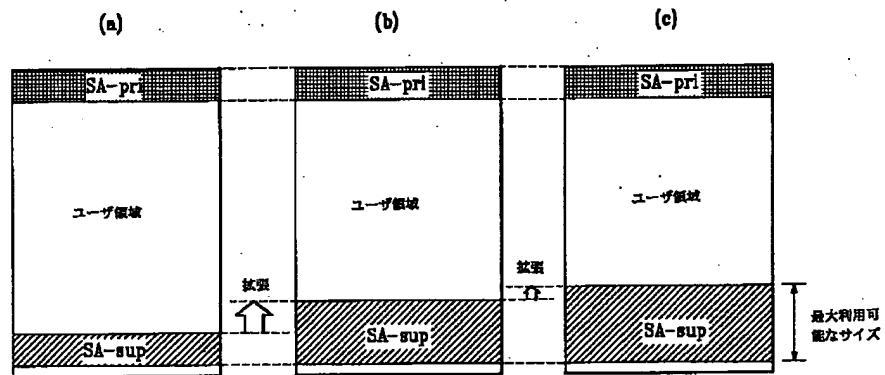 (a)
(b)
(c)
SA-pri
SA-pri
SA-pri
ユーザ領域
ユーザ領域
ユーザ領域
拡張
拡張
SA-sup
SA-sup
SA-sup
最大利用可
能なサイズ